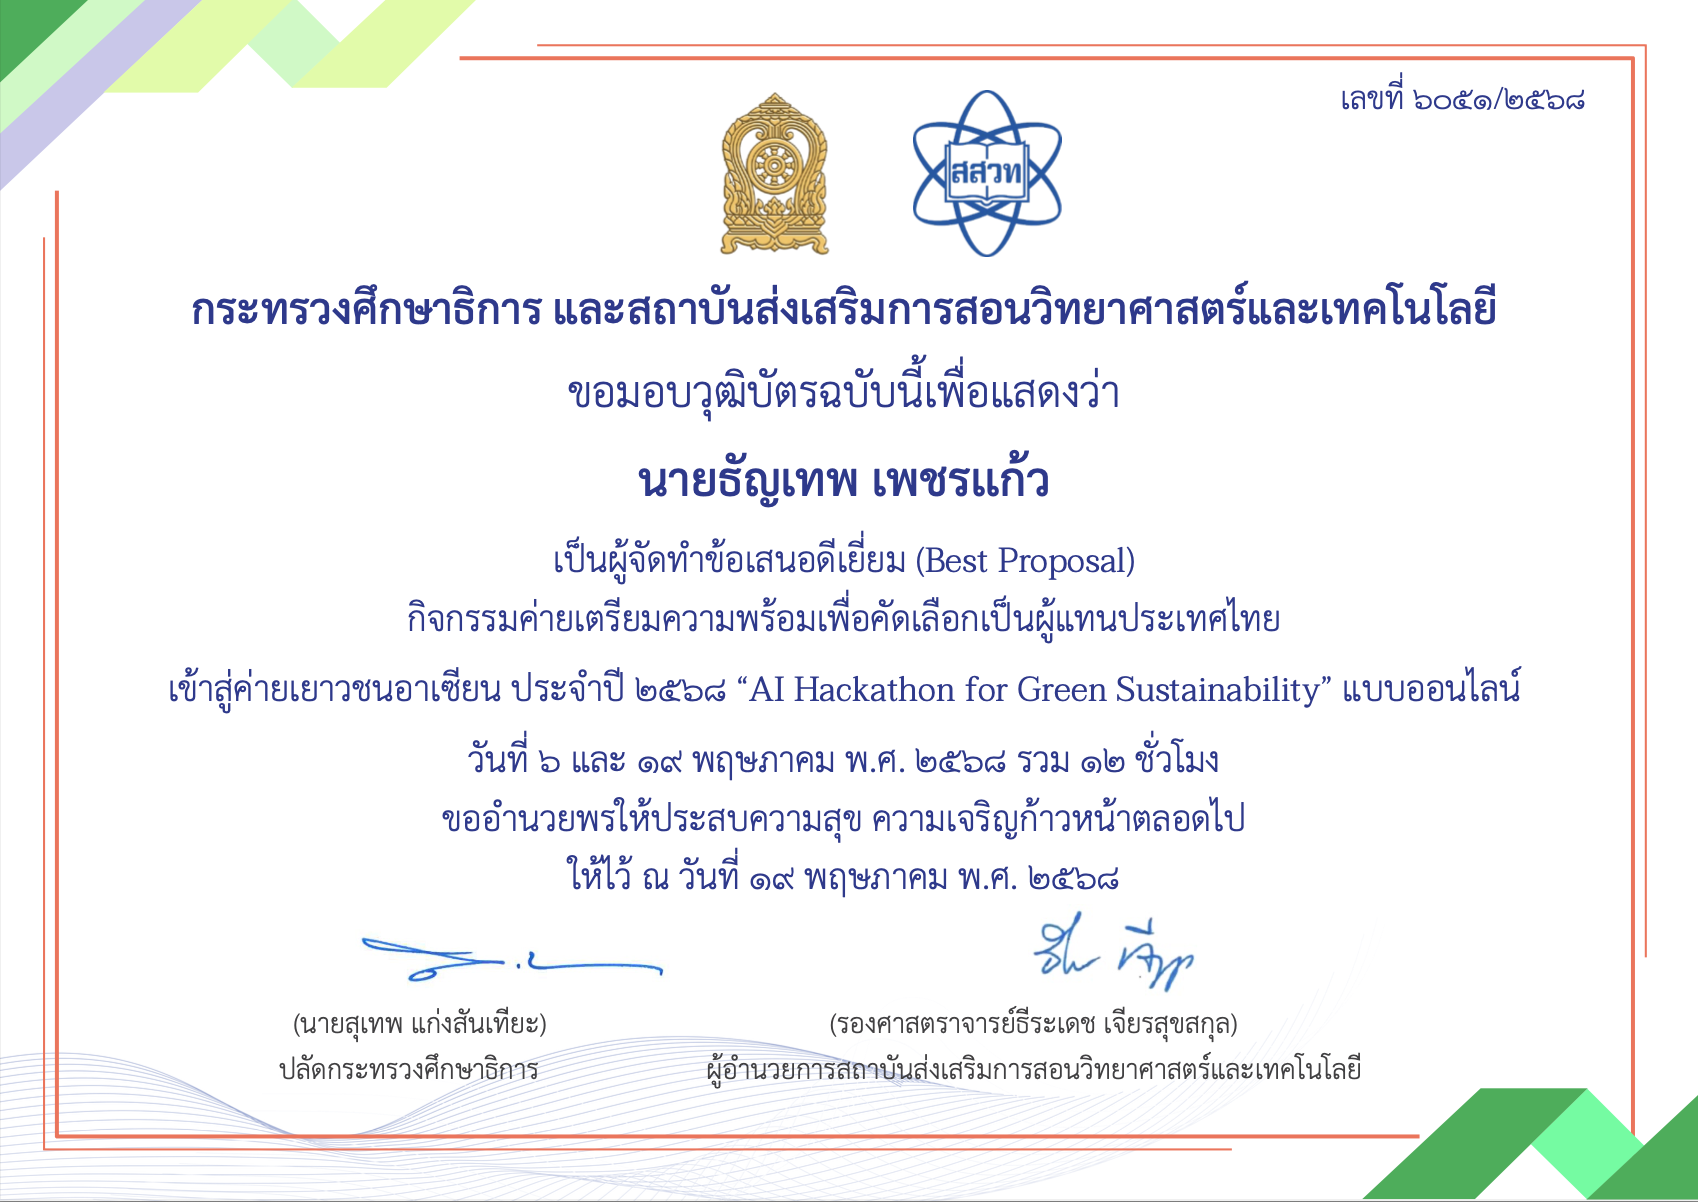 เลขที่ ๖๐๕๑/๒๕๖๘
สสวท
กระทรวงศึกษาธิการ และสถาบันส่งเสริมการสอนวิทยาศาสตร์และเทคโนโลยี
ขอมอบวุฒิบัตรฉบับนี้เพื่อแสดงว่า
นายธัญเทพ เพชรแก้ว
เป็นผู้จัดทำข้อเสนอดีเยี่ยม (Best Proposal)
กิจกรรมค่ายเตรียมความพร้อมเพื่อคัดเลือกเป็นผู้แทนประเทศไทย
เข้าสู่ค่ายเยาวชนอาเซียน ประจำปี ๒๕๖๘ “AI Hackathon for Green Sustainability” แบบออนไลน์
วันที่ ๖ และ ๑๙ พฤษภาคม พ.ศ. ๒๕๖๘ รวม ๑๒ ชั่วโมง
ขออำนวยพรให้ประสบความสุข ความเจริญก้าวหน้าตลอดไป
ให้ไว้ ณ วันที่ ๑๙ พฤษภาคม พ.ศ. ๒๕๖๘
(นายสุเทพ แก่งสันเทียะ) (รองศาสตราจารย์ธีระเดช เจียรสุขสกุล)
ปลัดกระทรวงศึกษาธิการ ผู้อำนวยการสถาบันส่งเสริมการสอนวิทยาศาสตร์และเทคโนโลยี